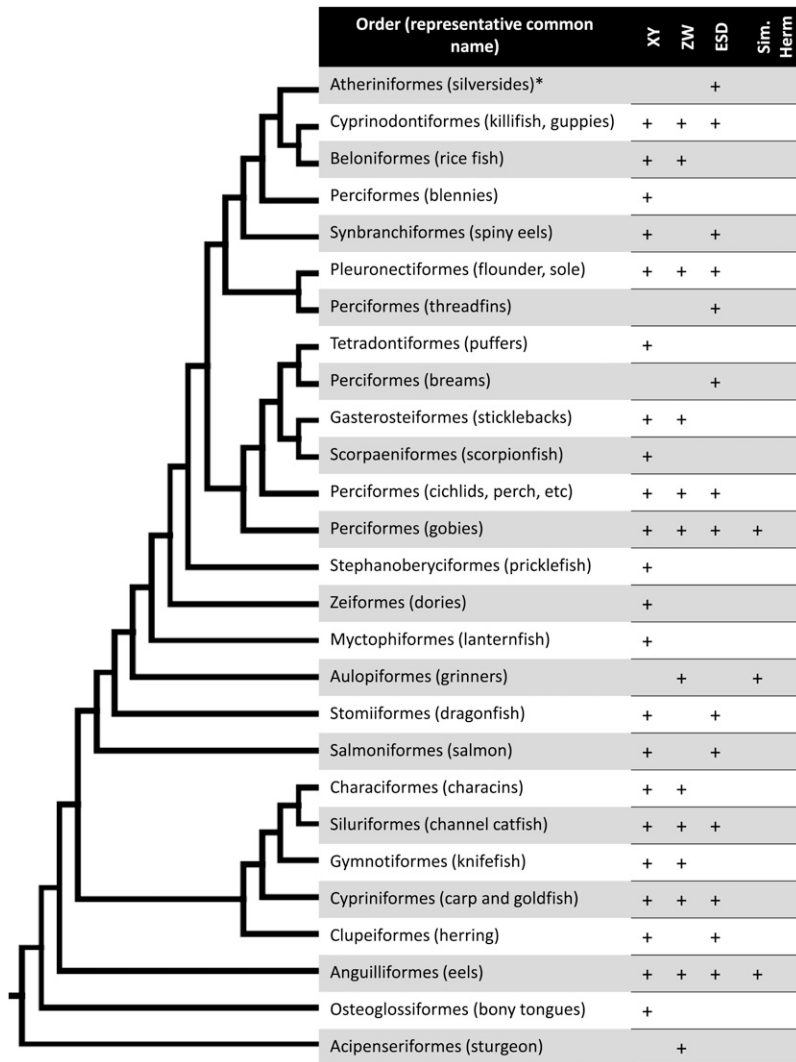 Order (representative common name) XY ZW ESD Sim. Herm
Atheriniformes (silversides)* +
Cyprinodontiformes (killifish, guppies) + + +
Beloniformes (rice fish) + +
Perciformes (blennies) +
Synbranchiformes (spiny eels) + +
Pleuronectiformes (flounder, sole) + + +
Perciformes (threadfins) +
Tetradontiformes (puffers) +
Perciformes (breams) +
Gasterosteiformes (sticklebacks) + +
Scorpaeniformes (scorpionfish) +
Perciformes (cichlids, perch, etc) + + +
Perciformes (gobies) + + + +
Stephanoberyciformes (pricklefish) +
Zeiformes (dories) +
Myctophiformes (lanternfish) +
Aulopiformes (grinners) + +
Stomiiformes (dragonfish) + +
Salmoniformes (salmon) + +
Characiformes (characins) + +
Siluriformes (channel catfish) + + +
Gymnotiformes (knifefish) + +
Cypriniformes (carp and goldfish) + + +
Clupeiformes (herring) + +
Anguilliformes (eels) + + + +
Osteoglossiformes (bony tongues) +
Acipenseriformes (sturgeon) +